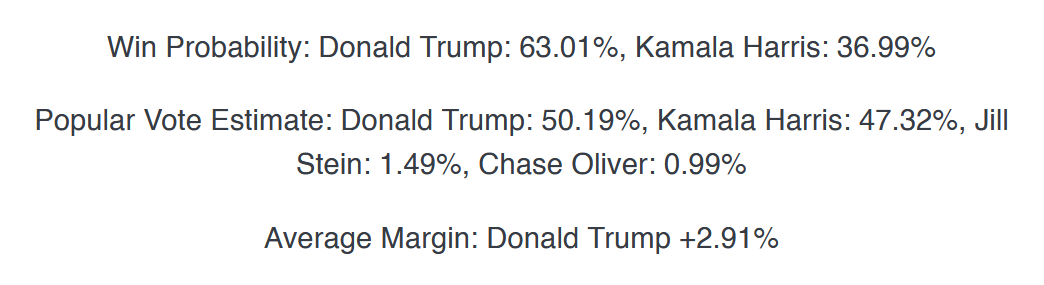 Win Probability: Donald Trump: 63.01%, Kamala Harris: 36.99%
Popular Vote Estimate: Donald Trump: 50.19%, Kamala Harris: 47.32%, Jill
Stein: 1.49%, Chase Oliver: 0.99%
Average Margin: Donald Trump +2.91%